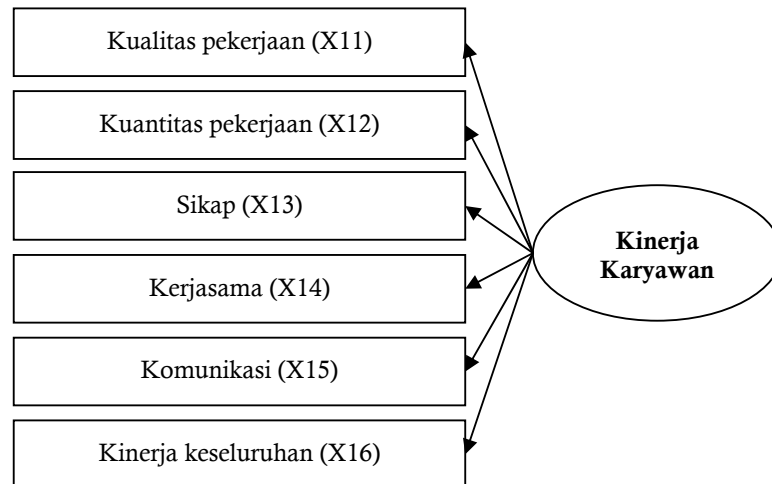 Kualitas pekerjaan (X11)
Kuantitas pekerjaan (X12)
Sikap (X13)
Kerjasama (X14)
Komunikasi (X15)
Kinerja keseluruhan (X16)
Kinerja
Karyawan